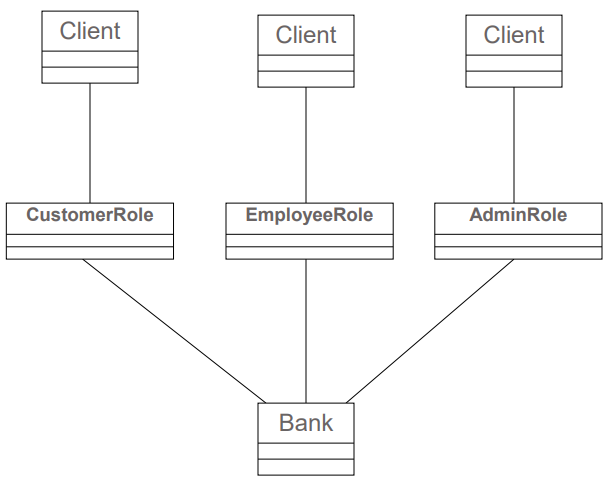 Client
Client
Client
CustomerRole
EmployeeRole
AdminRole
Bank